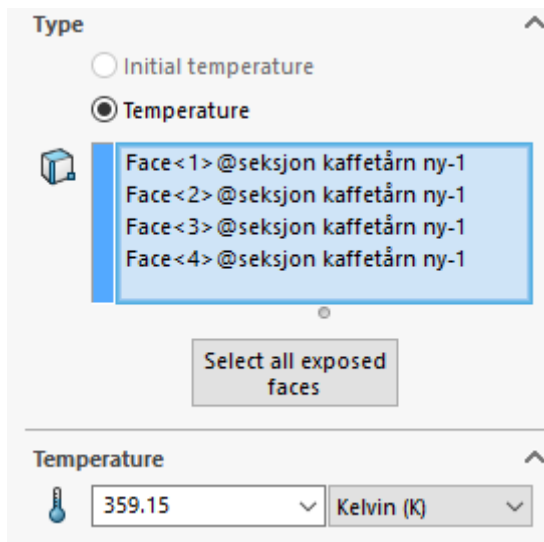 Type
Initial temperature
Temperature
Face<1>@seksjon kaffetårn ny-1
Face<2>@seksjon kaffetårn ny-1
Face<3>@seksjon kaffetårn ny-1
Face<4>@seksjon kaffetårn ny-1
Select all exposed
faces
Temperature
359.15 Kelvin (K)